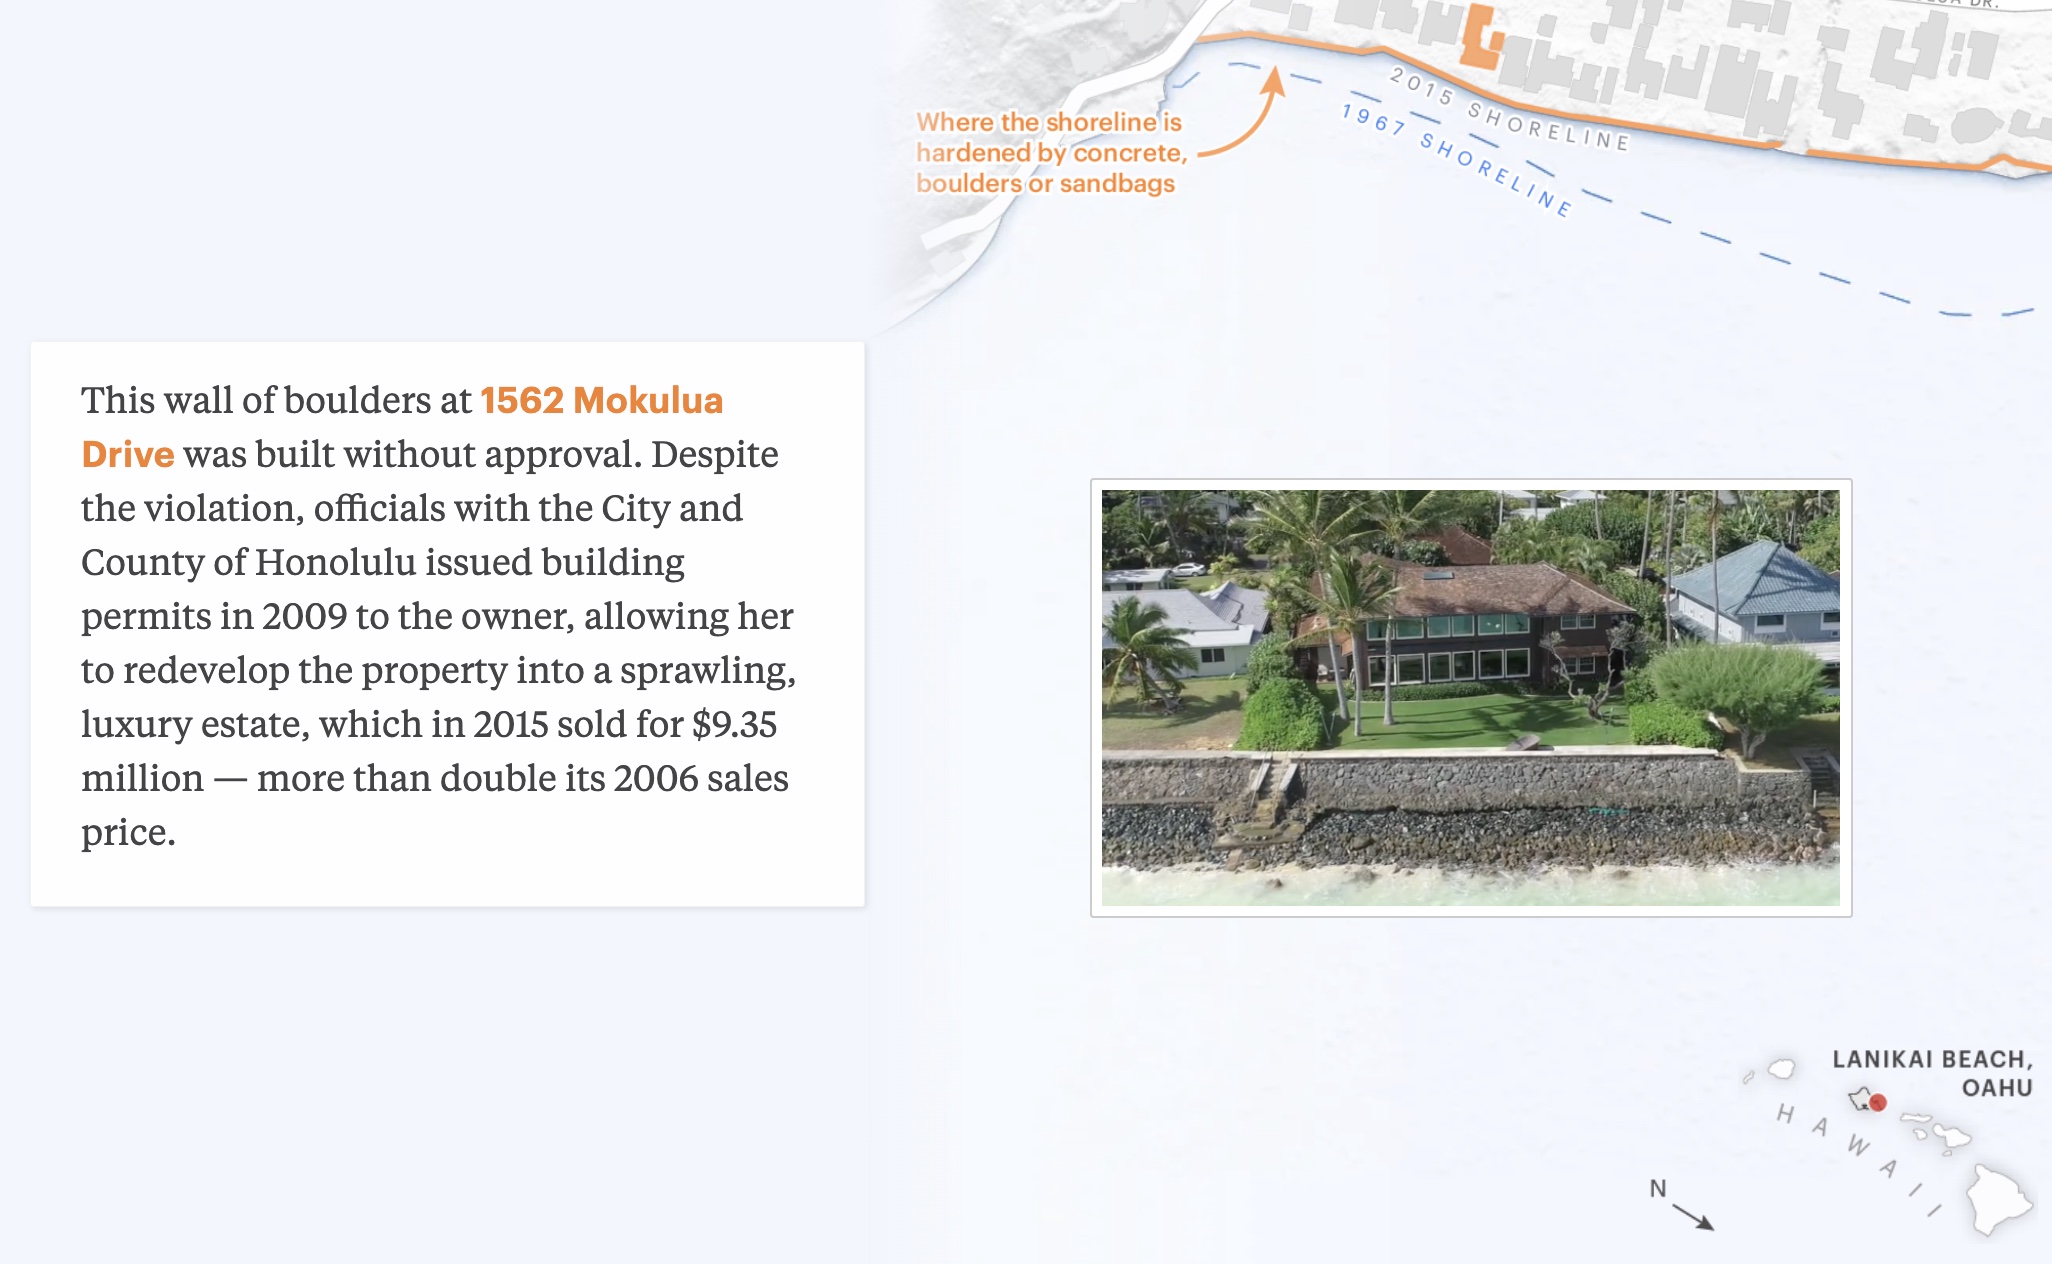 UA DR.
2015 SHORELINE
1967 SHORELINE
Where the shoreline is
hardened by concrete,
boulders or sandbags
This wall of boulders at 1562 Mokulua
Drive was built without approval. Despite
the violation, officials with the City and
County of Honolulu issued building
permits in 2009 to the owner, allowing her
to redevelop the property into a sprawling,
luxury estate, which in 2015 sold for $9.35
million — more than double its 2006 sales
price.
LANIKAI BEACH,
OAHU
HAWAII
N